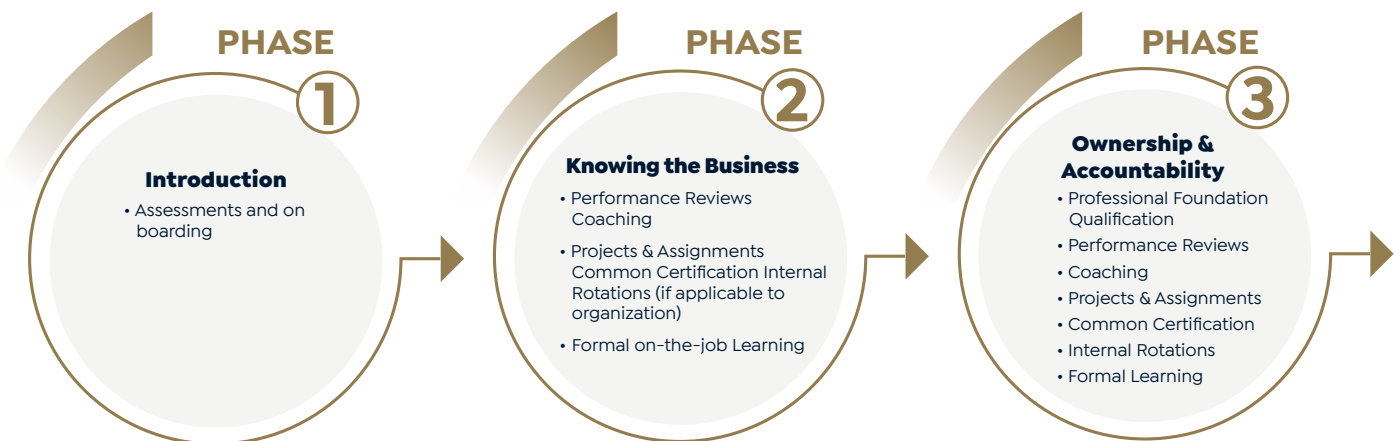 PHASE
1
Introduction
• Assessments and on
boarding
PHASE
2
Knowing the Business
• Performance Reviews
Coaching
• Projects & Assignments
Common Certification Internal
Rotations (if applicable to
organization)
• Formal on-the-job Learning
PHASE
3
Ownership &
Accountability
• Professional Foundation
Qualification
• Performance Reviews
• Coaching
• Projects & Assignments
• Common Certification
• Internal Rotations
• Formal Learning